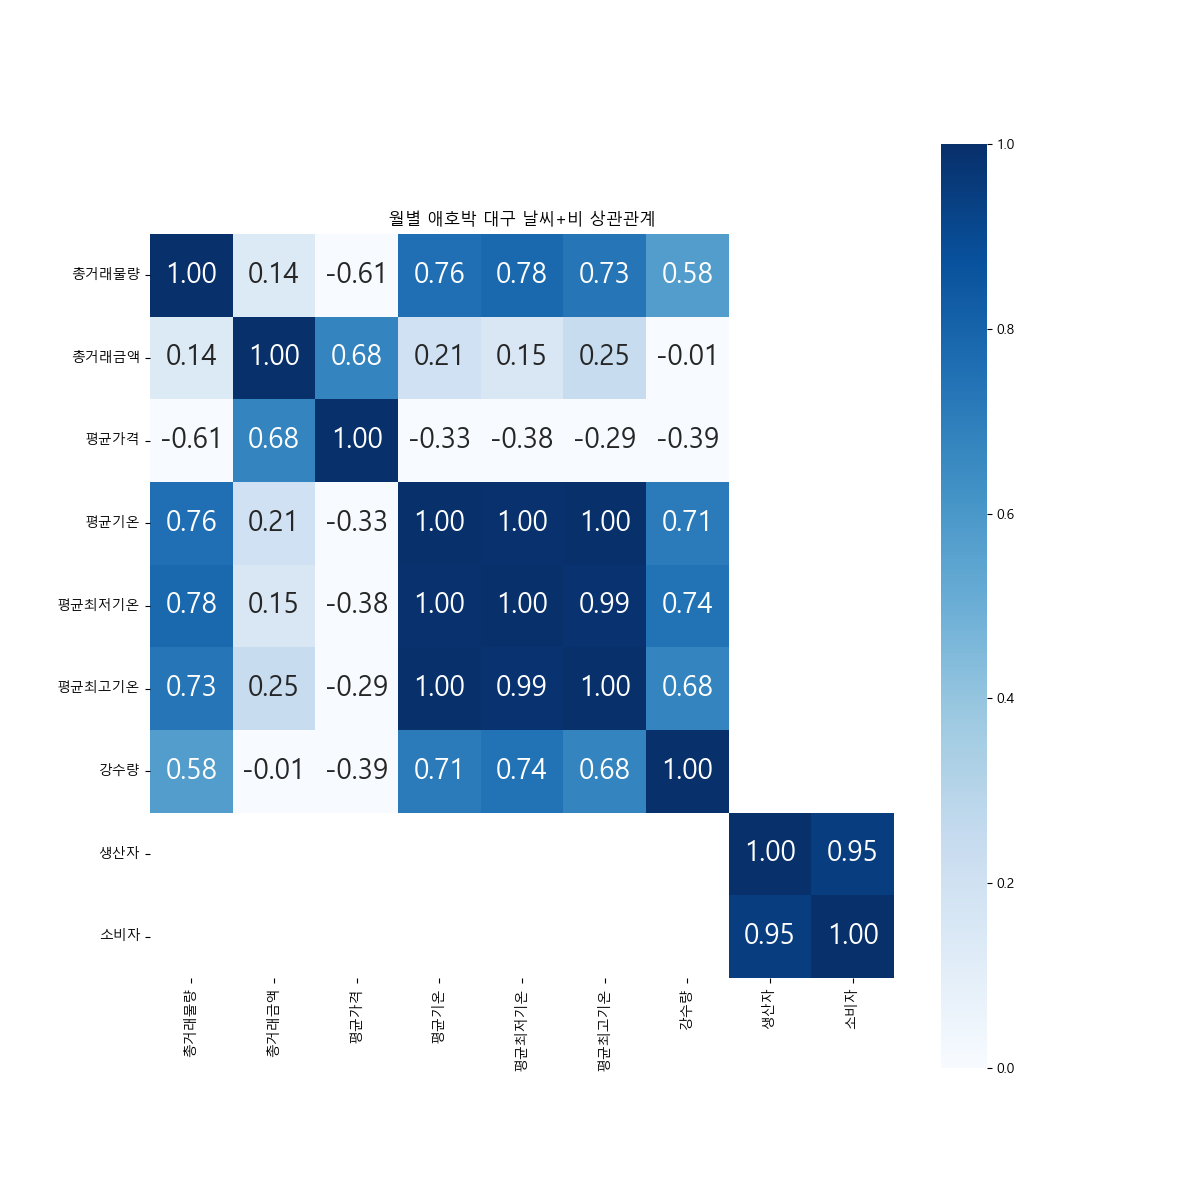 월별 애호박 대구 날씨+비 상관관계
총거래물량 1.00 0.14 -0.61 0.76 0.78 0.73 0.58
총거래금액 0.14 1.00 0.68 0.21 0.15 0.25 -0.01
평균가격 -0.61 0.68 1.00 -0.33 -0.38 -0.29 -0.39
평균기온 0.76 0.21 -0.33 1.00 1.00 1.00 0.71
평균최저기온 0.78 0.15 -0.38 1.00 1.00 0.99 0.74
평균최고기온 0.73 0.25 -0.29 1.00 0.99 1.00 0.68
강수량 0.58 -0.01 -0.39 0.71 0.74 0.68 1.00
생산자 1.00 0.95
소비자 0.95 1.00
총거래물량 총거래금액 평균가격 평균기온 평균최저기온 평균최고기온 강수량 생산자 소비자
1.0
0.8
0.6
0.4
0.2
0.0